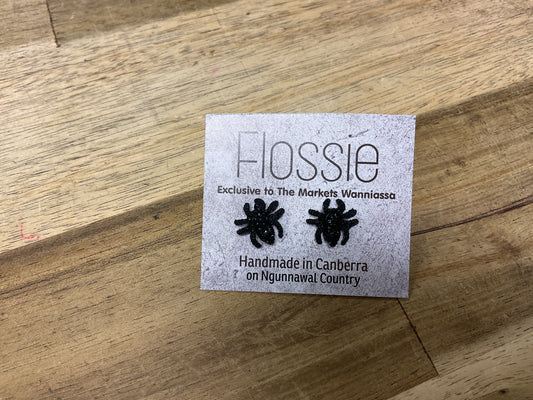 Flossie
Exclusive to The Markets Wanniassa
Handmade in Canberra
on Ngunnawal Country